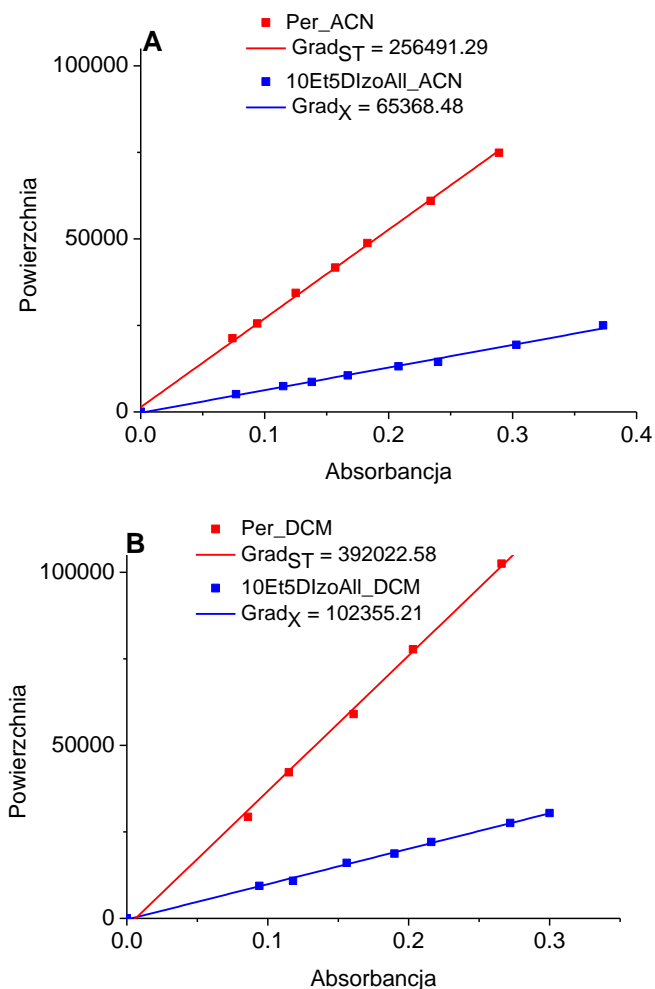 A
Per_ACN
GradST = 256491.29
10Et5DIzoAll_ACN
GradX = 65368.48
100000
50000
0
Powierzchnia
0.0 0.1 0.2 0.3 0.4
Absorbancja
B
Per_DCM
GradST = 392022.58
10Et5DIzoAll_DCM
GradX = 102355.21
100000
50000
0
Powierzchnia
0.0 0.1 0.2 0.3
Absorbancja